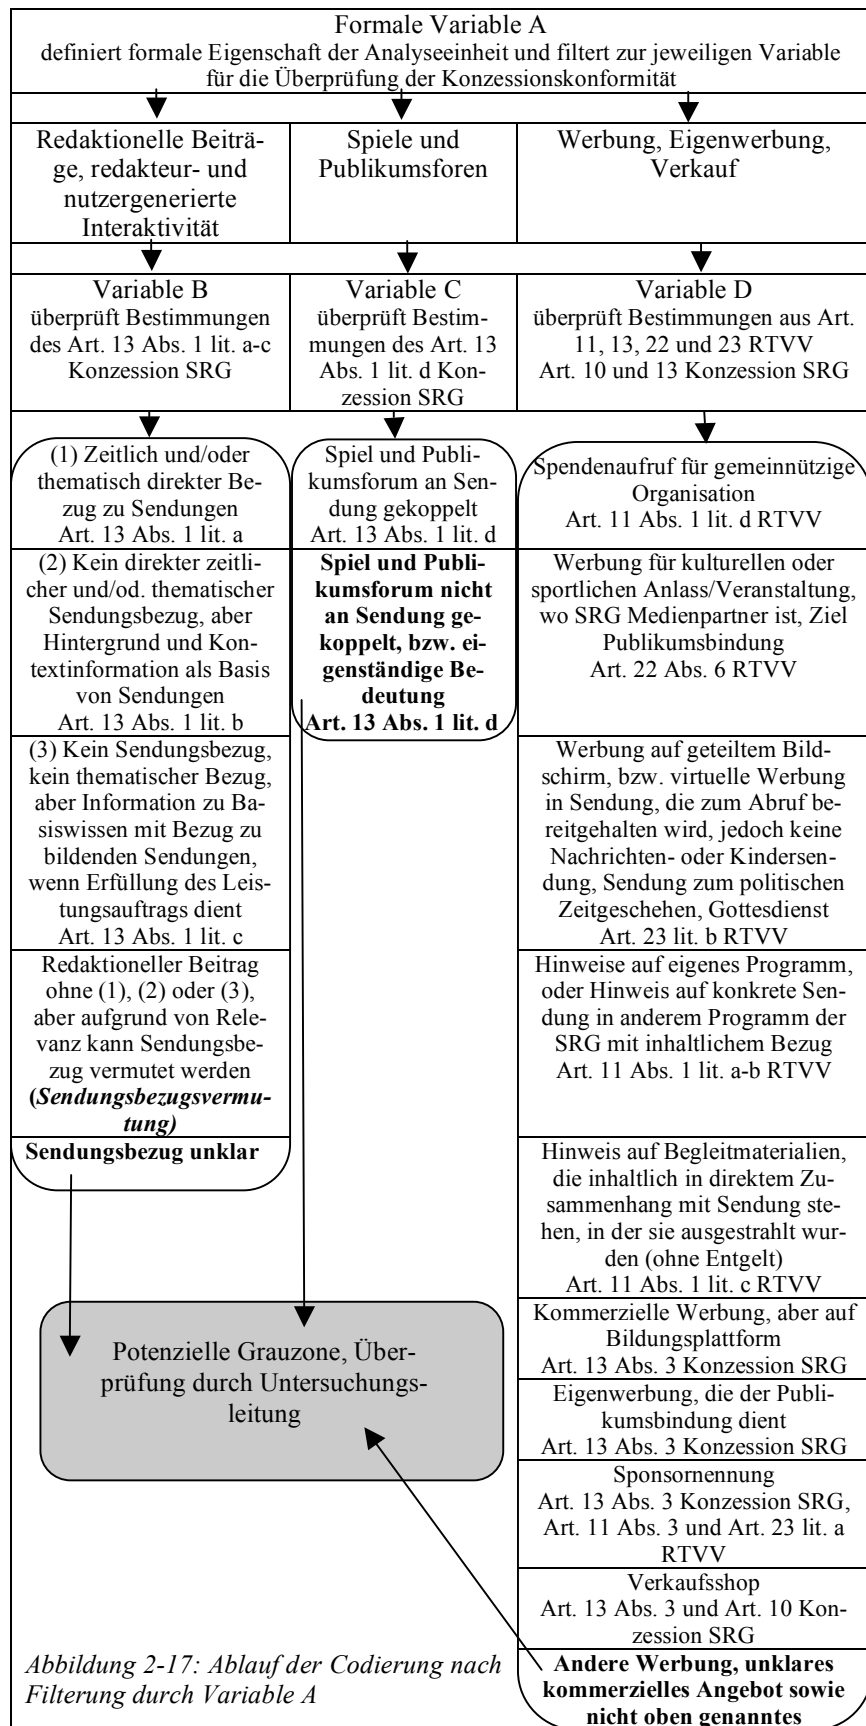 Formale Variable A
definiert formale Eigenschaft der Analyseeinheit und filtert zur jeweiligen Variable
für die Überprüfung der Konzessionskonformität
Redaktionelle Beiträ-
ge, redakteur- und
nutzergenerierte
Interaktivität
Spiele und
Publikumsforen
Werbung, Eigenwerbung,
Verkauf
Variable B
überprüft Bestimmungen
des Art. 13 Abs. 1 lit. a-c
Konzession SRG
Variable C
überprüft Bestim-
mungen des Art. 13
Abs. 1 lit. d Kon-
zession SRG
Variable D
überprüft Bestimmungen aus Art.
11, 13, 22 und 23 RTVV
Art. 10 und 13 Konzession SRG
(1) Zeitlich und/oder
thematisch direkter Be-
zug zu Sendungen
Art. 13 Abs. 1 lit. a
(2) Kein direkter zeitli-
cher und/od. thematischer
Sendungsbezug, aber
Hintergrund und Kon-
textinformation als Basis
von Sendungen
Art. 13 Abs. 1 lit. b
(3) Kein Sendungsbezug,
kein thematischer Bezug,
aber Information zu Ba-
siswissen mit Bezug zu
bildenden Sendungen,
wenn Erfüllung des Leis-
tungsauftrags dient
Art. 13 Abs. 1 lit. c
Redaktioneller Beitrag
ohne (1), (2) oder (3),
aber aufgrund von Rele-
vanz kann Sendungsbe-
zug vermutet werden
(Sendungsbezugsvermu-
tung)
Sendungsbezug unklar
Spiel und Publi-
kumsforum an Sen-
dung gekoppelt
Art. 13 Abs. 1 lit. d
Spiel und Publi-
kumsforum nicht
an Sendung ge-
koppelt, bzw. ei-
genständige Be-
deutung
Art. 13 Abs. 1 lit. d
Spendenaufruf für gemeinnützige
Organisation
Art. 11 Abs. 1 lit. d RTVV
Werbung für kulturellen oder
sportlichen Anlass/Veranstaltung,
wo SRG Medienpartner ist, Ziel
Publikumsbindung
Art. 22 Abs. 6 RTVV
Werbung auf geteiltem Bild-
schirm, bzw. virtuelle Werbung
in Sendung, die zum Abruf be-
reitgehalten wird, jedoch keine
Nachrichten- oder Kindersen-
dung, Sendung zum politischen
Zeitgeschehen, Gottesdienst
Art. 23 lit. b RTVV
Hinweise auf eigenes Programm,
oder Hinweis auf konkrete Sen-
dung in anderem Programm der
SRG mit inhaltlichem Bezug
Art. 11 Abs. 1 lit. a-b RTVV
Hinweis auf Begleitmaterialien,
die inhaltlich in direktem Zu-
sammenhang mit Sendung ste-
hen, in der sie ausgestrahlt wur-
den (ohne Entgelt)
Art. 11 Abs. 1 lit. c RTVV
Kommerzielle Werbung, aber auf
Bildungsplattform
Art. 13 Abs. 3 Konzession SRG
Eigenwerbung, die der Publi-
kumsbindung dient
Art. 13 Abs. 3 Konzession SRG
Sponsornennung
Art. 13 Abs. 3 Konzession SRG,
Art. 11 Abs. 3 und Art. 23 lit. a
RTVV
Verkaufsshop
Art. 13 Abs. 3 und Art. 10 Kon-
zession SRG
Andere Werbung, unklares
kommerzielles Angebot sowie
nicht oben genanntes
Potenzielle Grauzone, Über-
prüfung durch Untersuchungs-
leitung
Abbildung 2-17: Ablauf der Codierung nach
Filterung durch Variable A